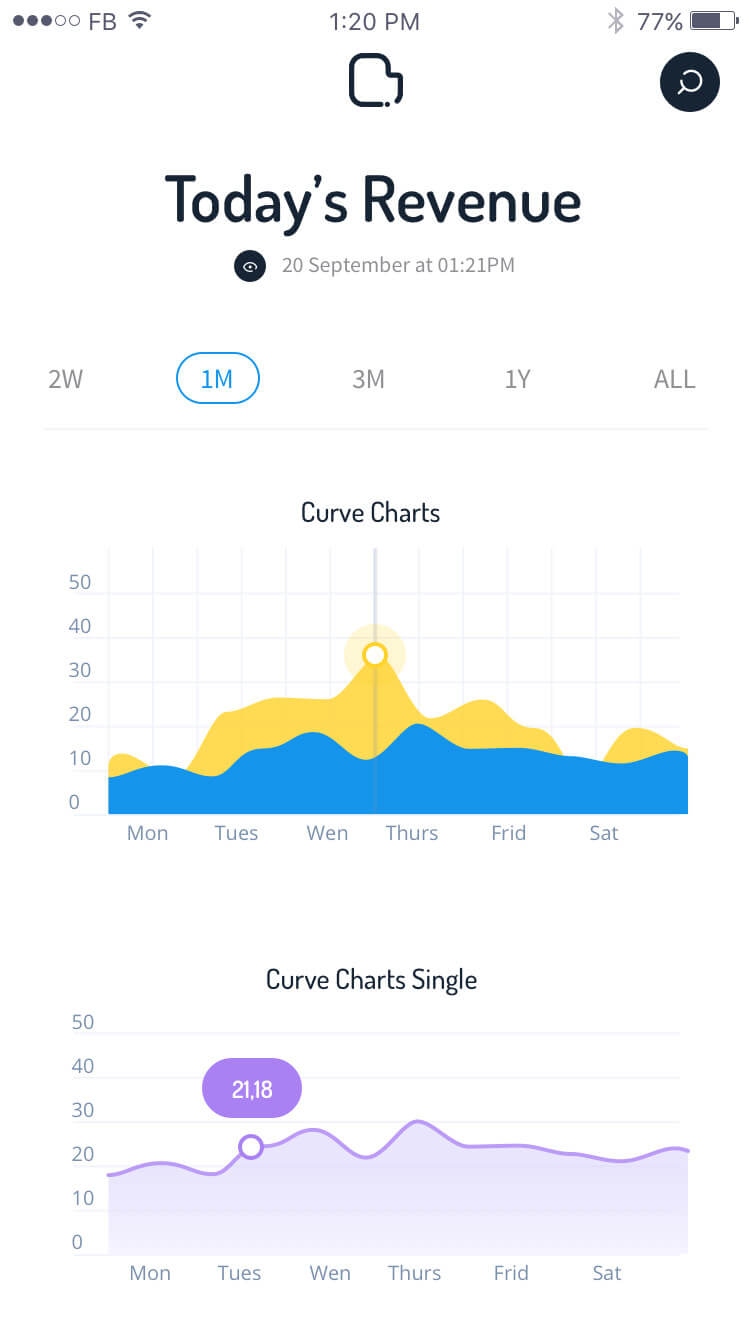 FB 1:20 PM 77%
Today’s Revenue
20 September at 01:21PM
2W 1M 3M 1Y ALL
Curve Charts
50
40
30
20
10
0
Mon Tues Wen Thurs Frid Sat
Curve Charts Single
50
40
21,18
30
20
10
0
Mon Tues Wen Thurs Frid Sat